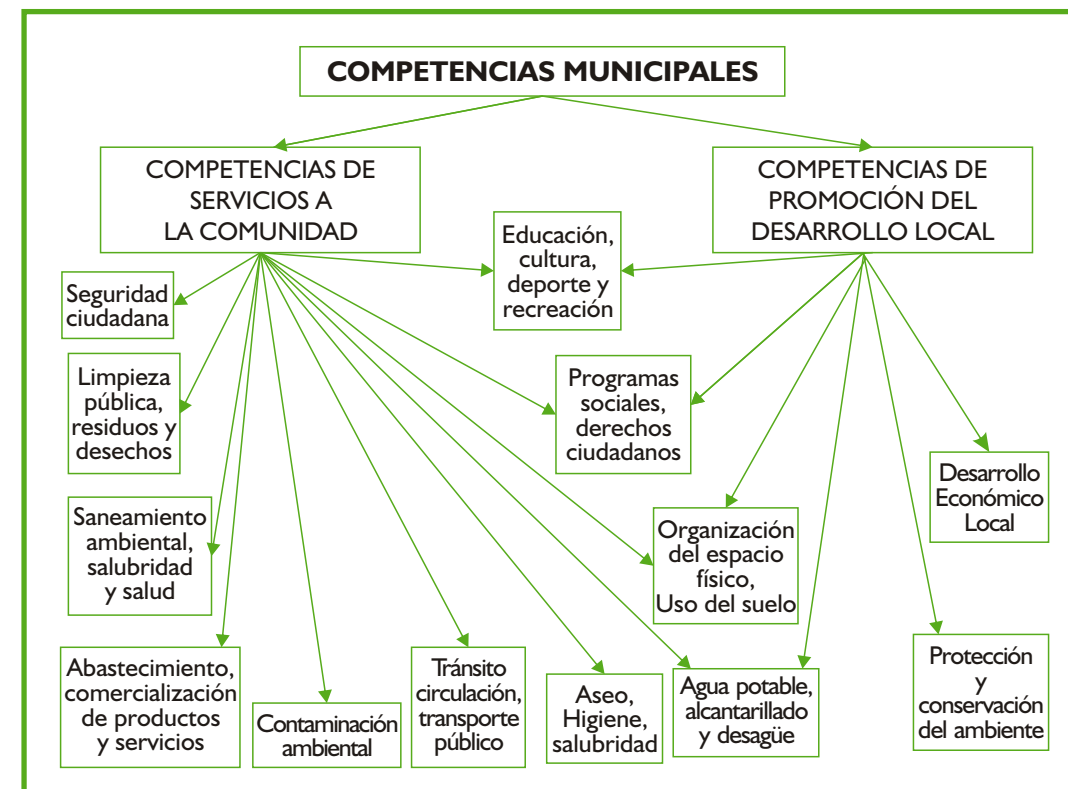 COMPETENCIAS MUNICIPALES
COMPETENCIAS DE
SERVICIOS A
LA COMUNIDAD
COMPETENCIAS DE
PROMOCIÓN DEL
DESARROLLO LOCAL
Educación,
cultura,
deporte y
recreación
Seguridad
ciudadana
Limpieza
pública,
residuos y
desechos
Programas
sociales,
derechos
ciudadanos
Desarrollo
Económico
Local
Saneamiento
ambiental,
salubridad
y salud
Organización
del espacio
físico,
Uso del suelo
Abastecimiento,
comercialización
de productos
y servicios
Contaminación
ambiental
Tránsito
circulación,
transporte
público
Aseo,
Higiene,
salubridad
Agua potable,
alcantarillado
y desagüe
Protección
y
conservación
del ambiente